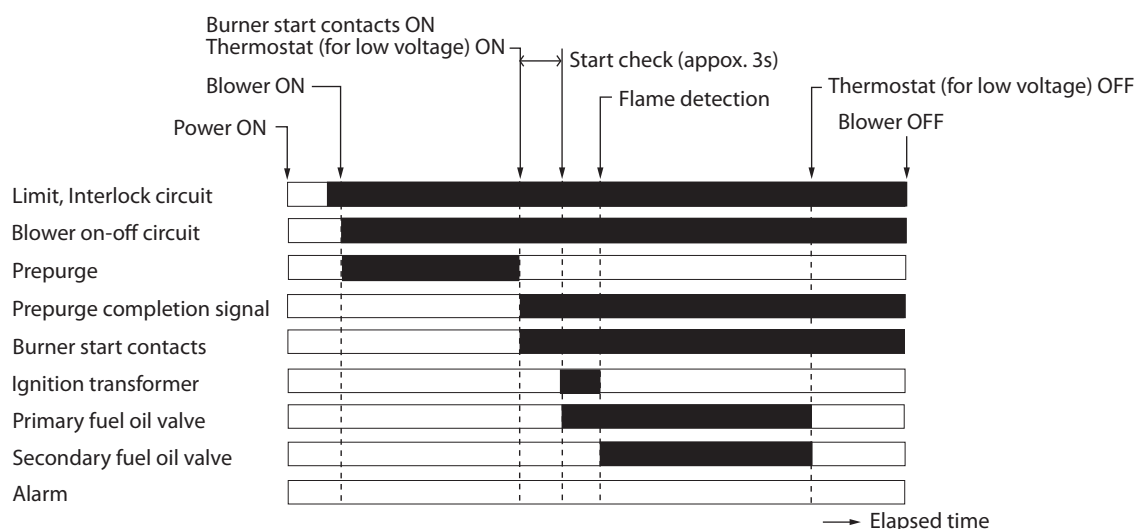 Burner start contacts ON
Thermostat (for low voltage) ON
Start check (appox. 3s)
Blower ON
Flame detection
Thermostat (for low voltage) OFF
Power ON
Blower OFF
Limit, Interlock circuit
Blower on-off circuit
Prepurge
Prepurge completion signal
Burner start contacts
Ignition transformer
Primary fuel oil valve
Secondary fuel oil valve
Alarm
Elapsed time